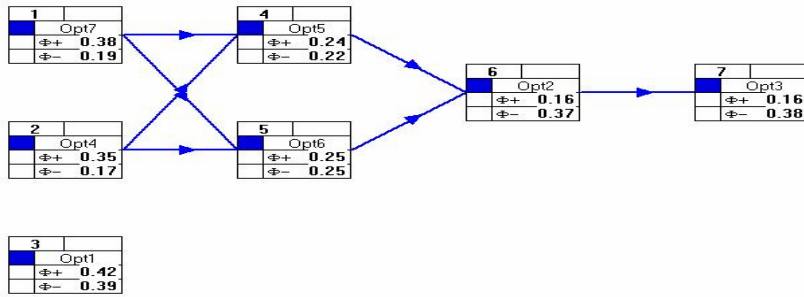 1
Opt7
Φ+ 0.38
Φ− 0.19
4
Opt5
Φ+ 0.24
Φ− 0.22
6
Opt2
Φ+ 0.16
Φ− 0.37
7
Opt3
Φ+ 0.16
Φ− 0.38
2
Opt4
Φ+ 0.35
Φ− 0.17
5
Opt6
Φ+ 0.25
Φ− 0.25
3
Opt1
Φ+ 0.42
Φ− 0.39